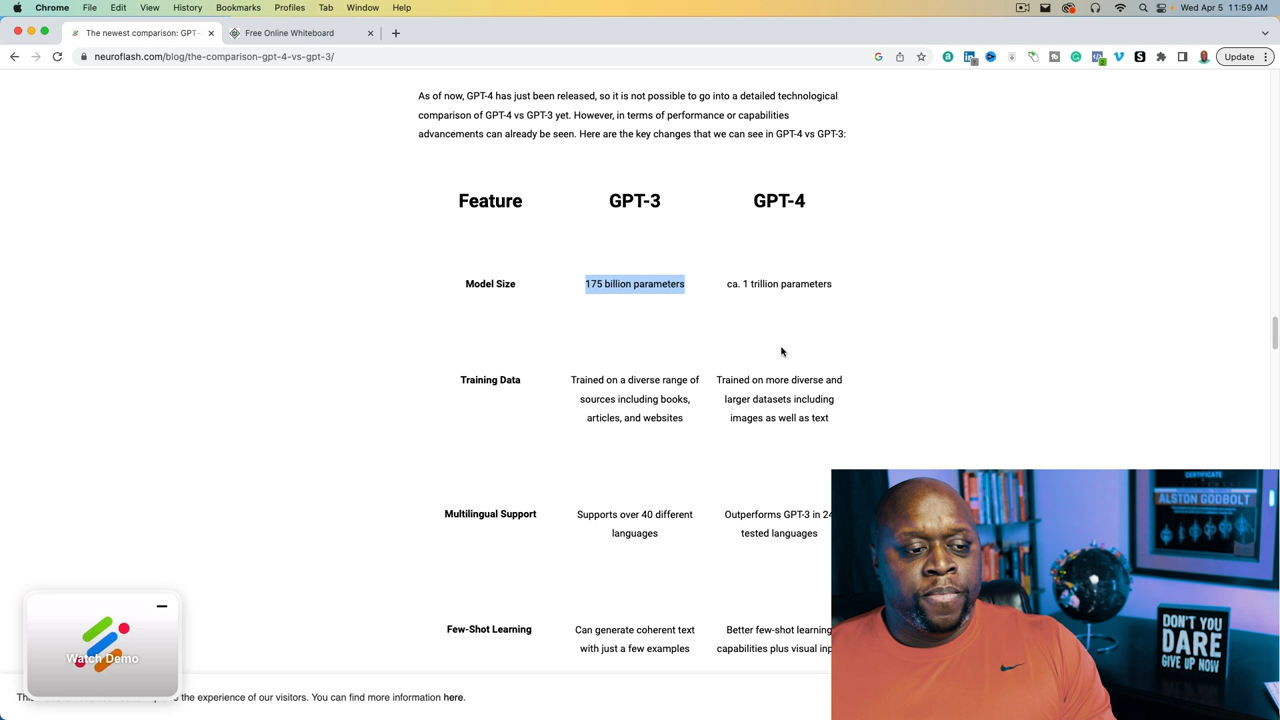 Chrome File Edit View History Bookmarks Profiles Tab Window Help Wed Apr 5 11:59 AM
The newest comparison: GPT- Free Online Whiteboard
neuroflash.com/blog/the-comparison-gpt-4-vs-gpt-3/ Update
As of now, GPT-4 has just been released, so it is not possible to go into a detailed technological
comparison of GPT-4 vs GPT-3 yet. However, in terms of performance or capabilities
advancements can already be seen. Here are the key changes that we can see in GPT-4 vs GPT-3:
Feature GPT-3 GPT-4
Model Size 175 billion parameters ca. 1 trillion parameters
Training Data Trained on a diverse range of Trained on more diverse and
sources including books, larger datasets including
articles, and websites images as well as text
Multilingual Support Supports over 40 different Outperforms GPT-3 in 24
languages tested languages
Few-Shot Learning Can generate coherent text Better few-shot learning
with just a few examples capabilities plus visual
Watch Demo
the experience of our visitors. You can find more information here.
CERTIFICATE
ALSTON GODBOLT
DON'T YOU
DARE
GIVE UP NOW